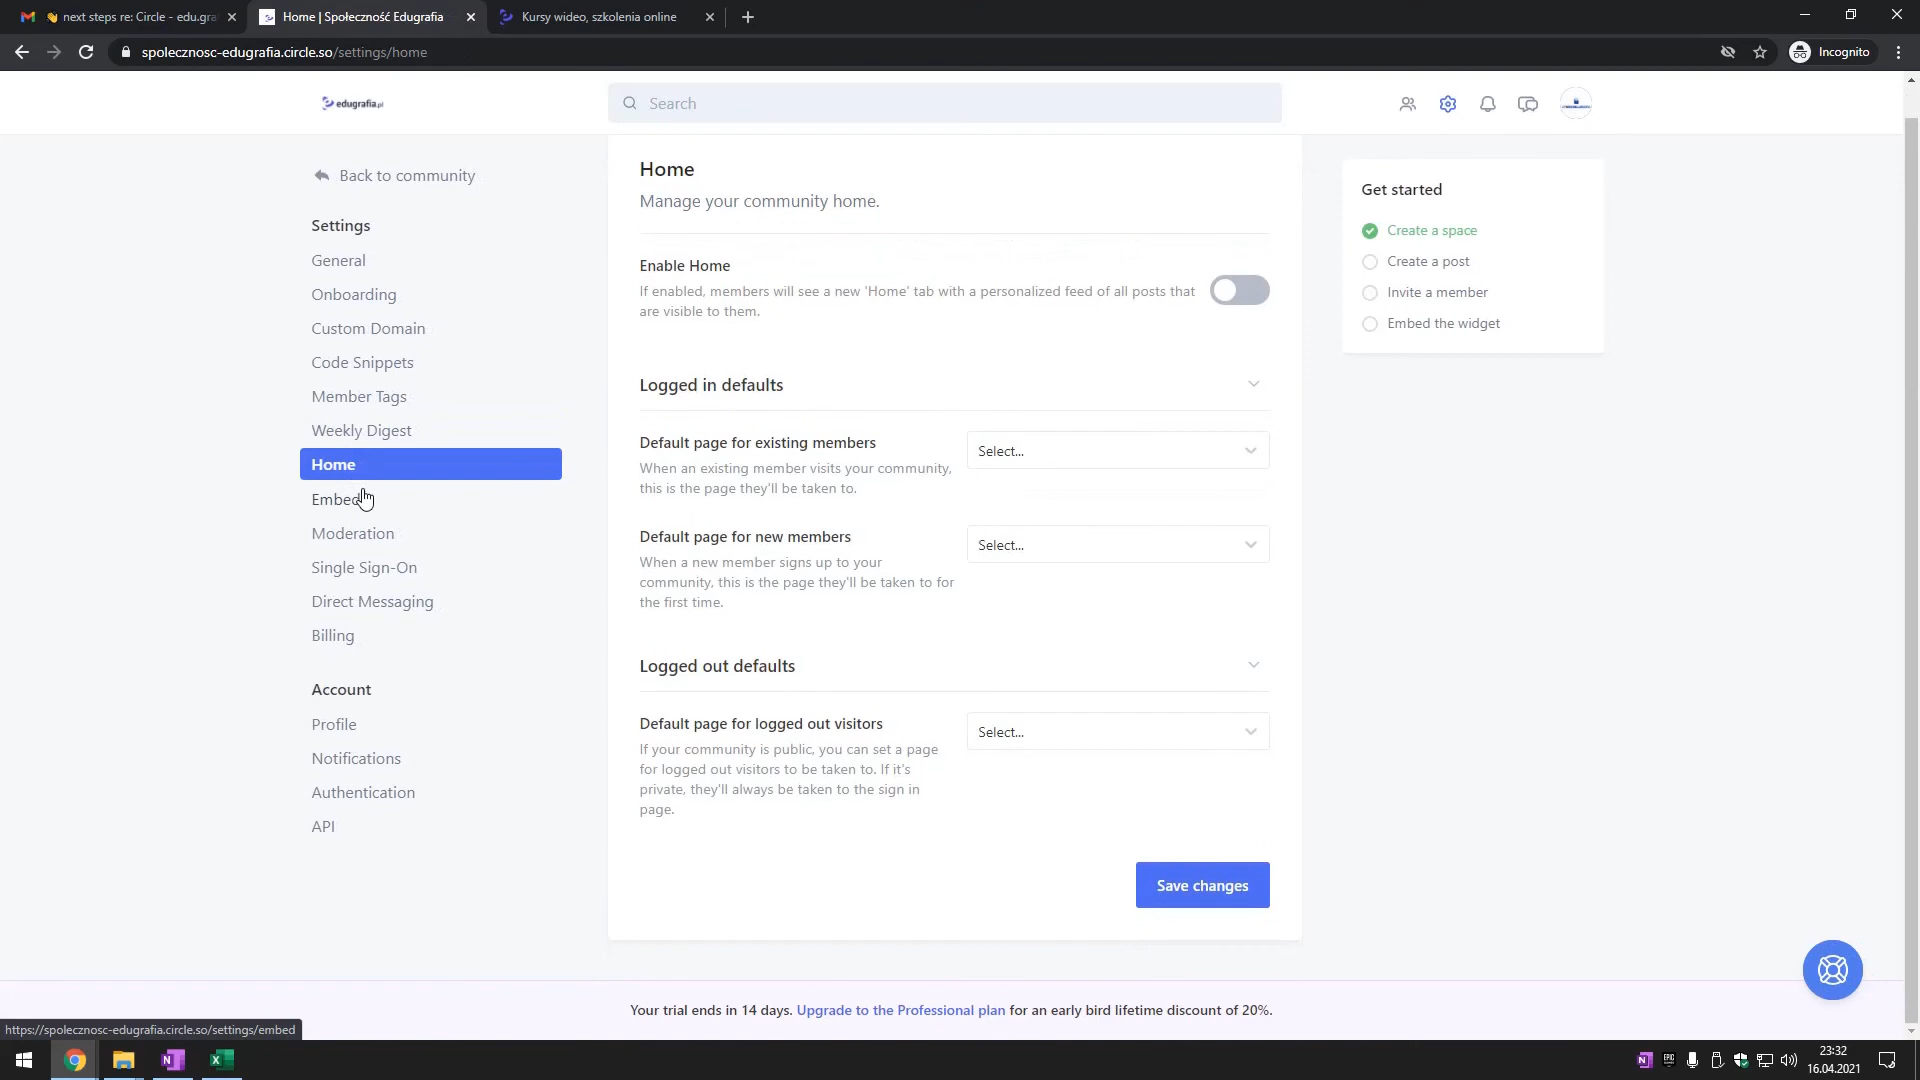 next steps re: Circle - edu.gra
Home | Społeczność Edugrafia
Kursy wideo, szkolenia online
spolecznosc-edugrafia.circle.so/settings/home
Incognito
edugrafia.pl
Search
Back to community
Settings
General
Onboarding
Custom Domain
Code Snippets
Member Tags
Weekly Digest
Home
Embed
Moderation
Single Sign-On
Direct Messaging
Billing
Account
Profile
Notifications
Authentication
API
Home
Manage your community home.
Enable Home
If enabled, members will see a new 'Home' tab with a personalized feed of all posts that
are visible to them.
Logged in defaults
Default page for existing members
Select...
When an existing member visits your community,
this is the page they'll be taken to.
Default page for new members
Select...
When a new member signs up to your
community, this is the page they'll be taken to for
the first time.
Logged out defaults
Default page for logged out visitors
Select...
If your community is public, you can set a page
for logged out visitors to be taken to. If it's
private, they'll always be taken to the sign in
page.
Save changes
Get started
Create a space
Create a post
Invite a member
Embed the widget
Your trial ends in 14 days. Upgrade to the Professional plan for an early bird lifetime discount of 20%.
https://spolecznosc-edugrafia.circle.so/settings/embed
23:32
16.04.2021